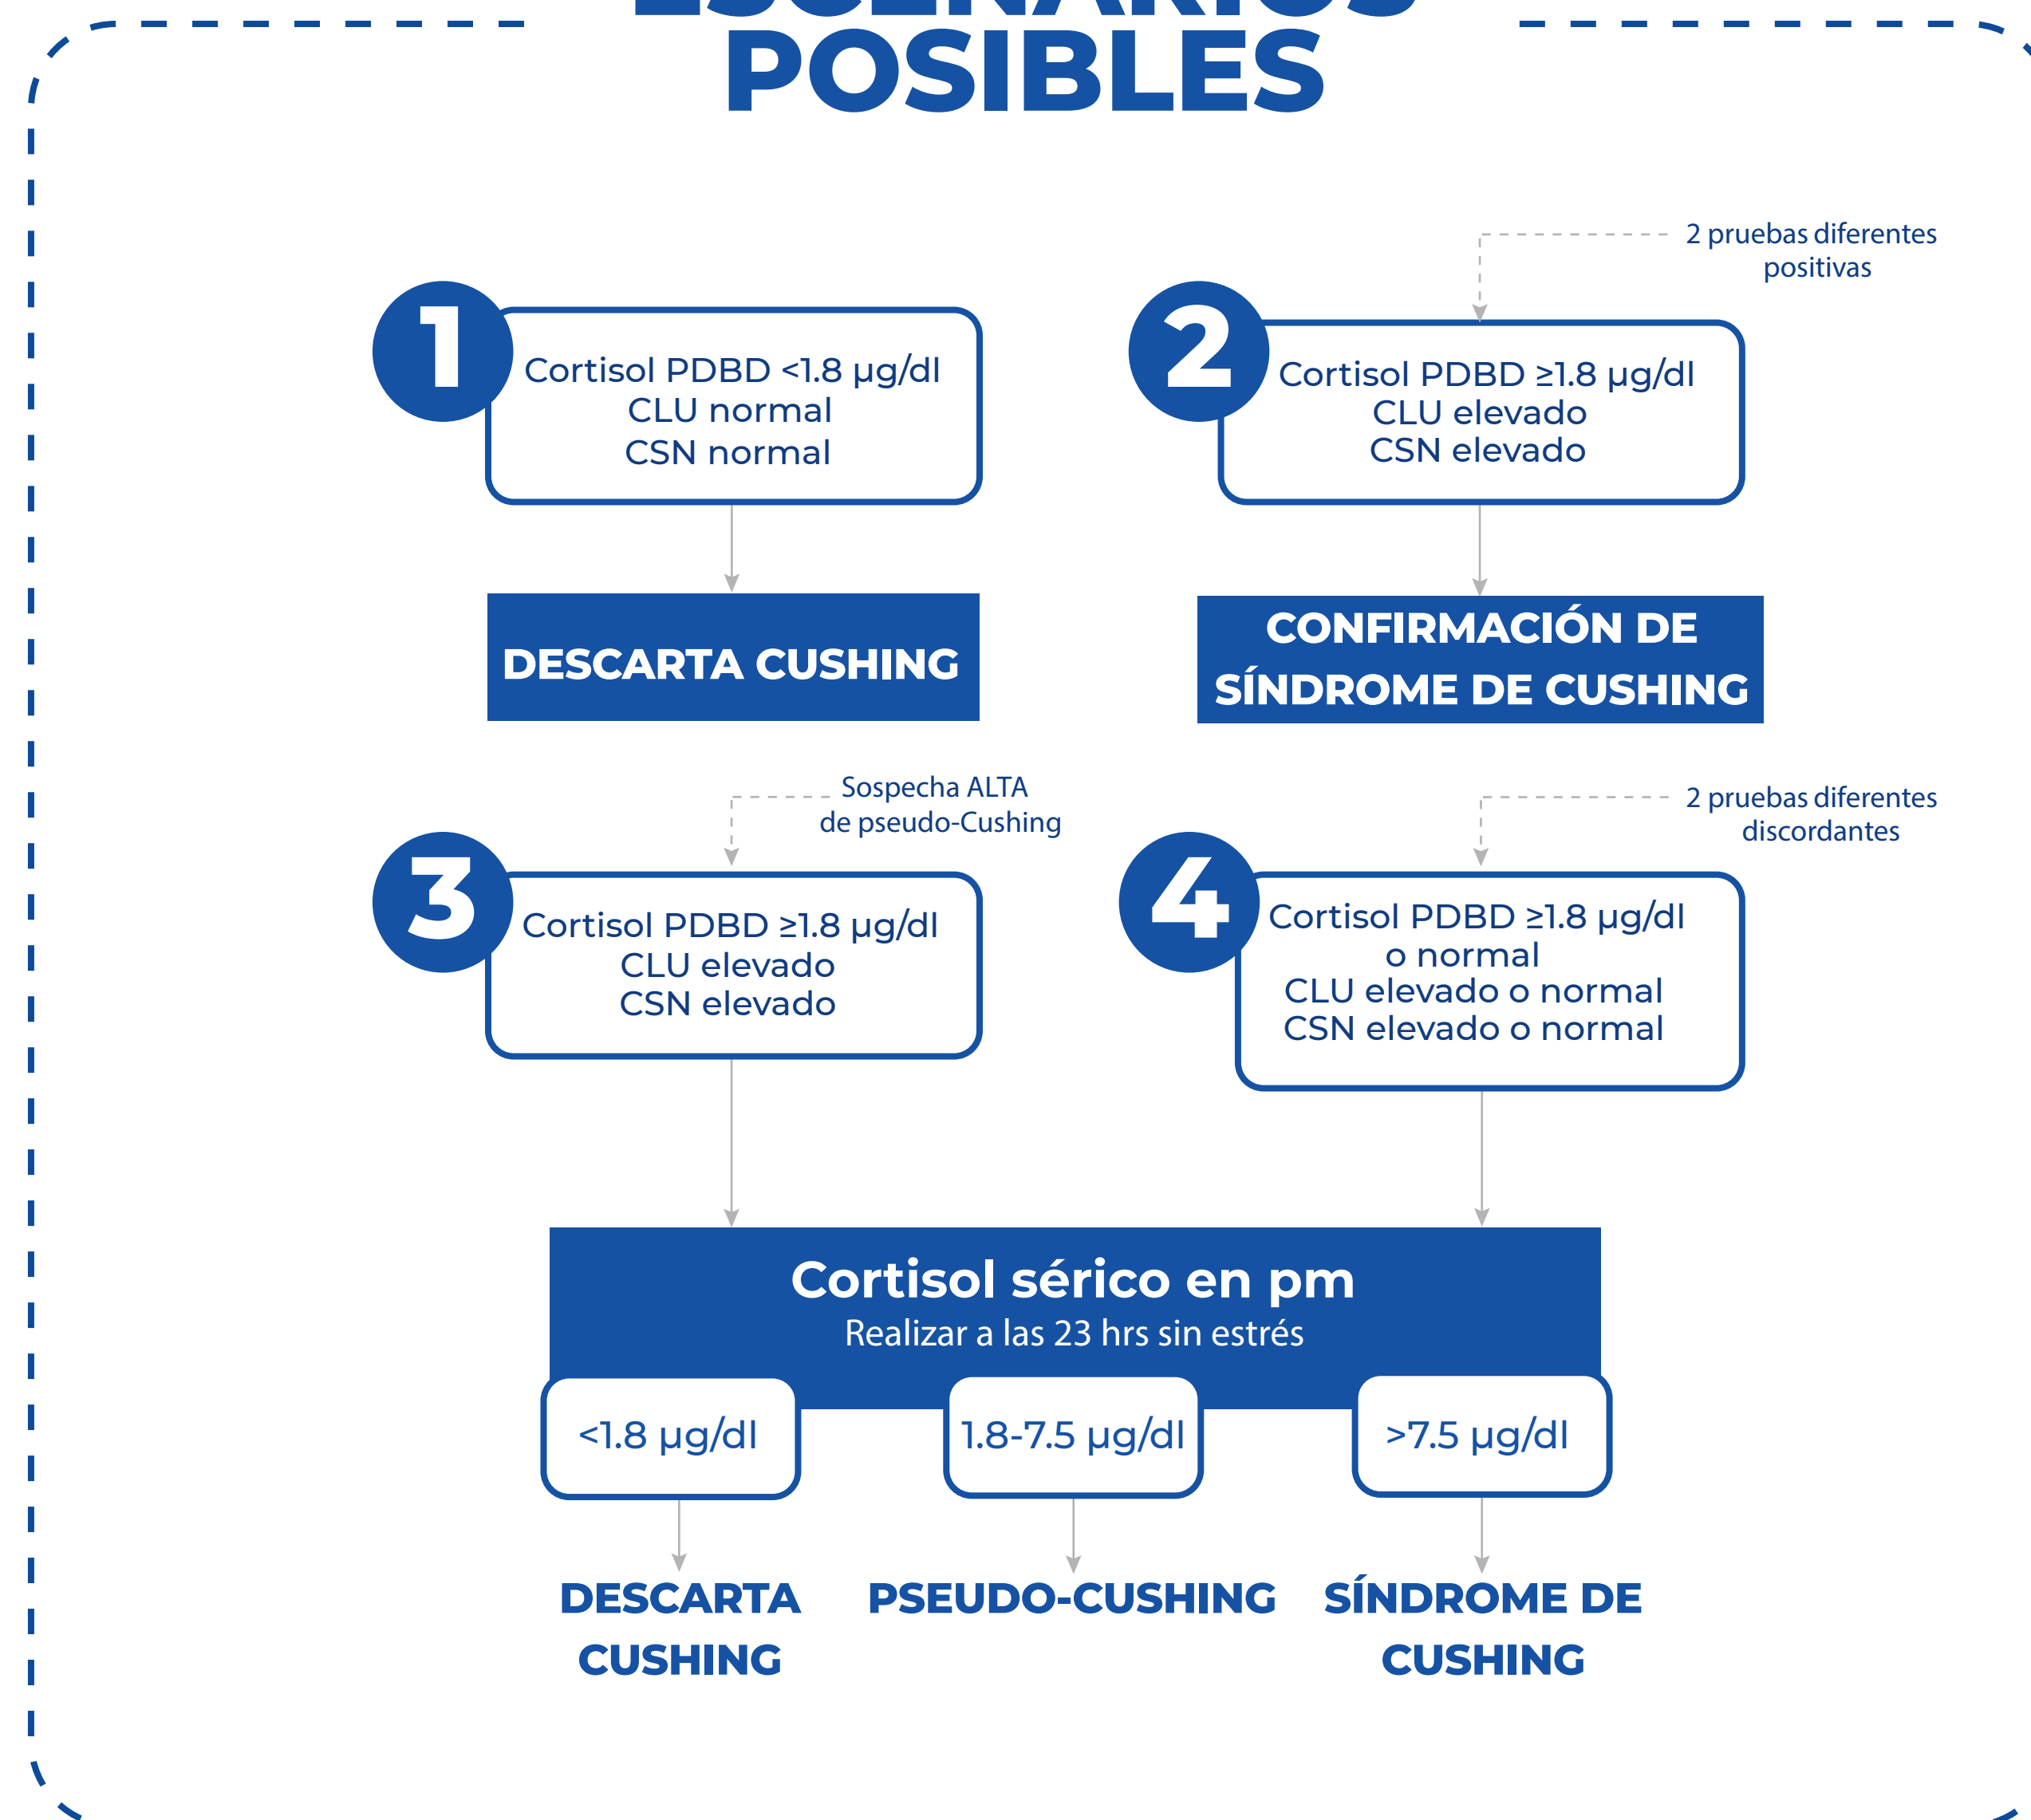 ESCENARIOS
POSIBLES
1
Cortisol PDBD <1.8 µg/dl
CLU normal
CSN normal
DESCARTA CUSHING
2 pruebas diferentes
positivas
2
Cortisol PDBD ≥1.8 µg/dl
CLU elevado
CSN elevado
CONFIRMACIÓN DE
SÍNDROME DE CUSHING
Sospecha ALTA
de pseudo-Cushing
3
Cortisol PDBD ≥1.8 µg/dl
CLU elevado
CSN elevado
2 pruebas diferentes
discordantes
4
Cortisol PDBD ≥1.8 µg/dl
o normal
CLU elevado o normal
CSN elevado o normal
Cortisol sérico en pm
Realizar a las 23 hrs sin estrés
<1.8 µg/dl
1.8-7.5 µg/dl
>7.5 µg/dl
DESCARTA
CUSHING
PSEUDO-CUSHING
SÍNDROME DE
CUSHING